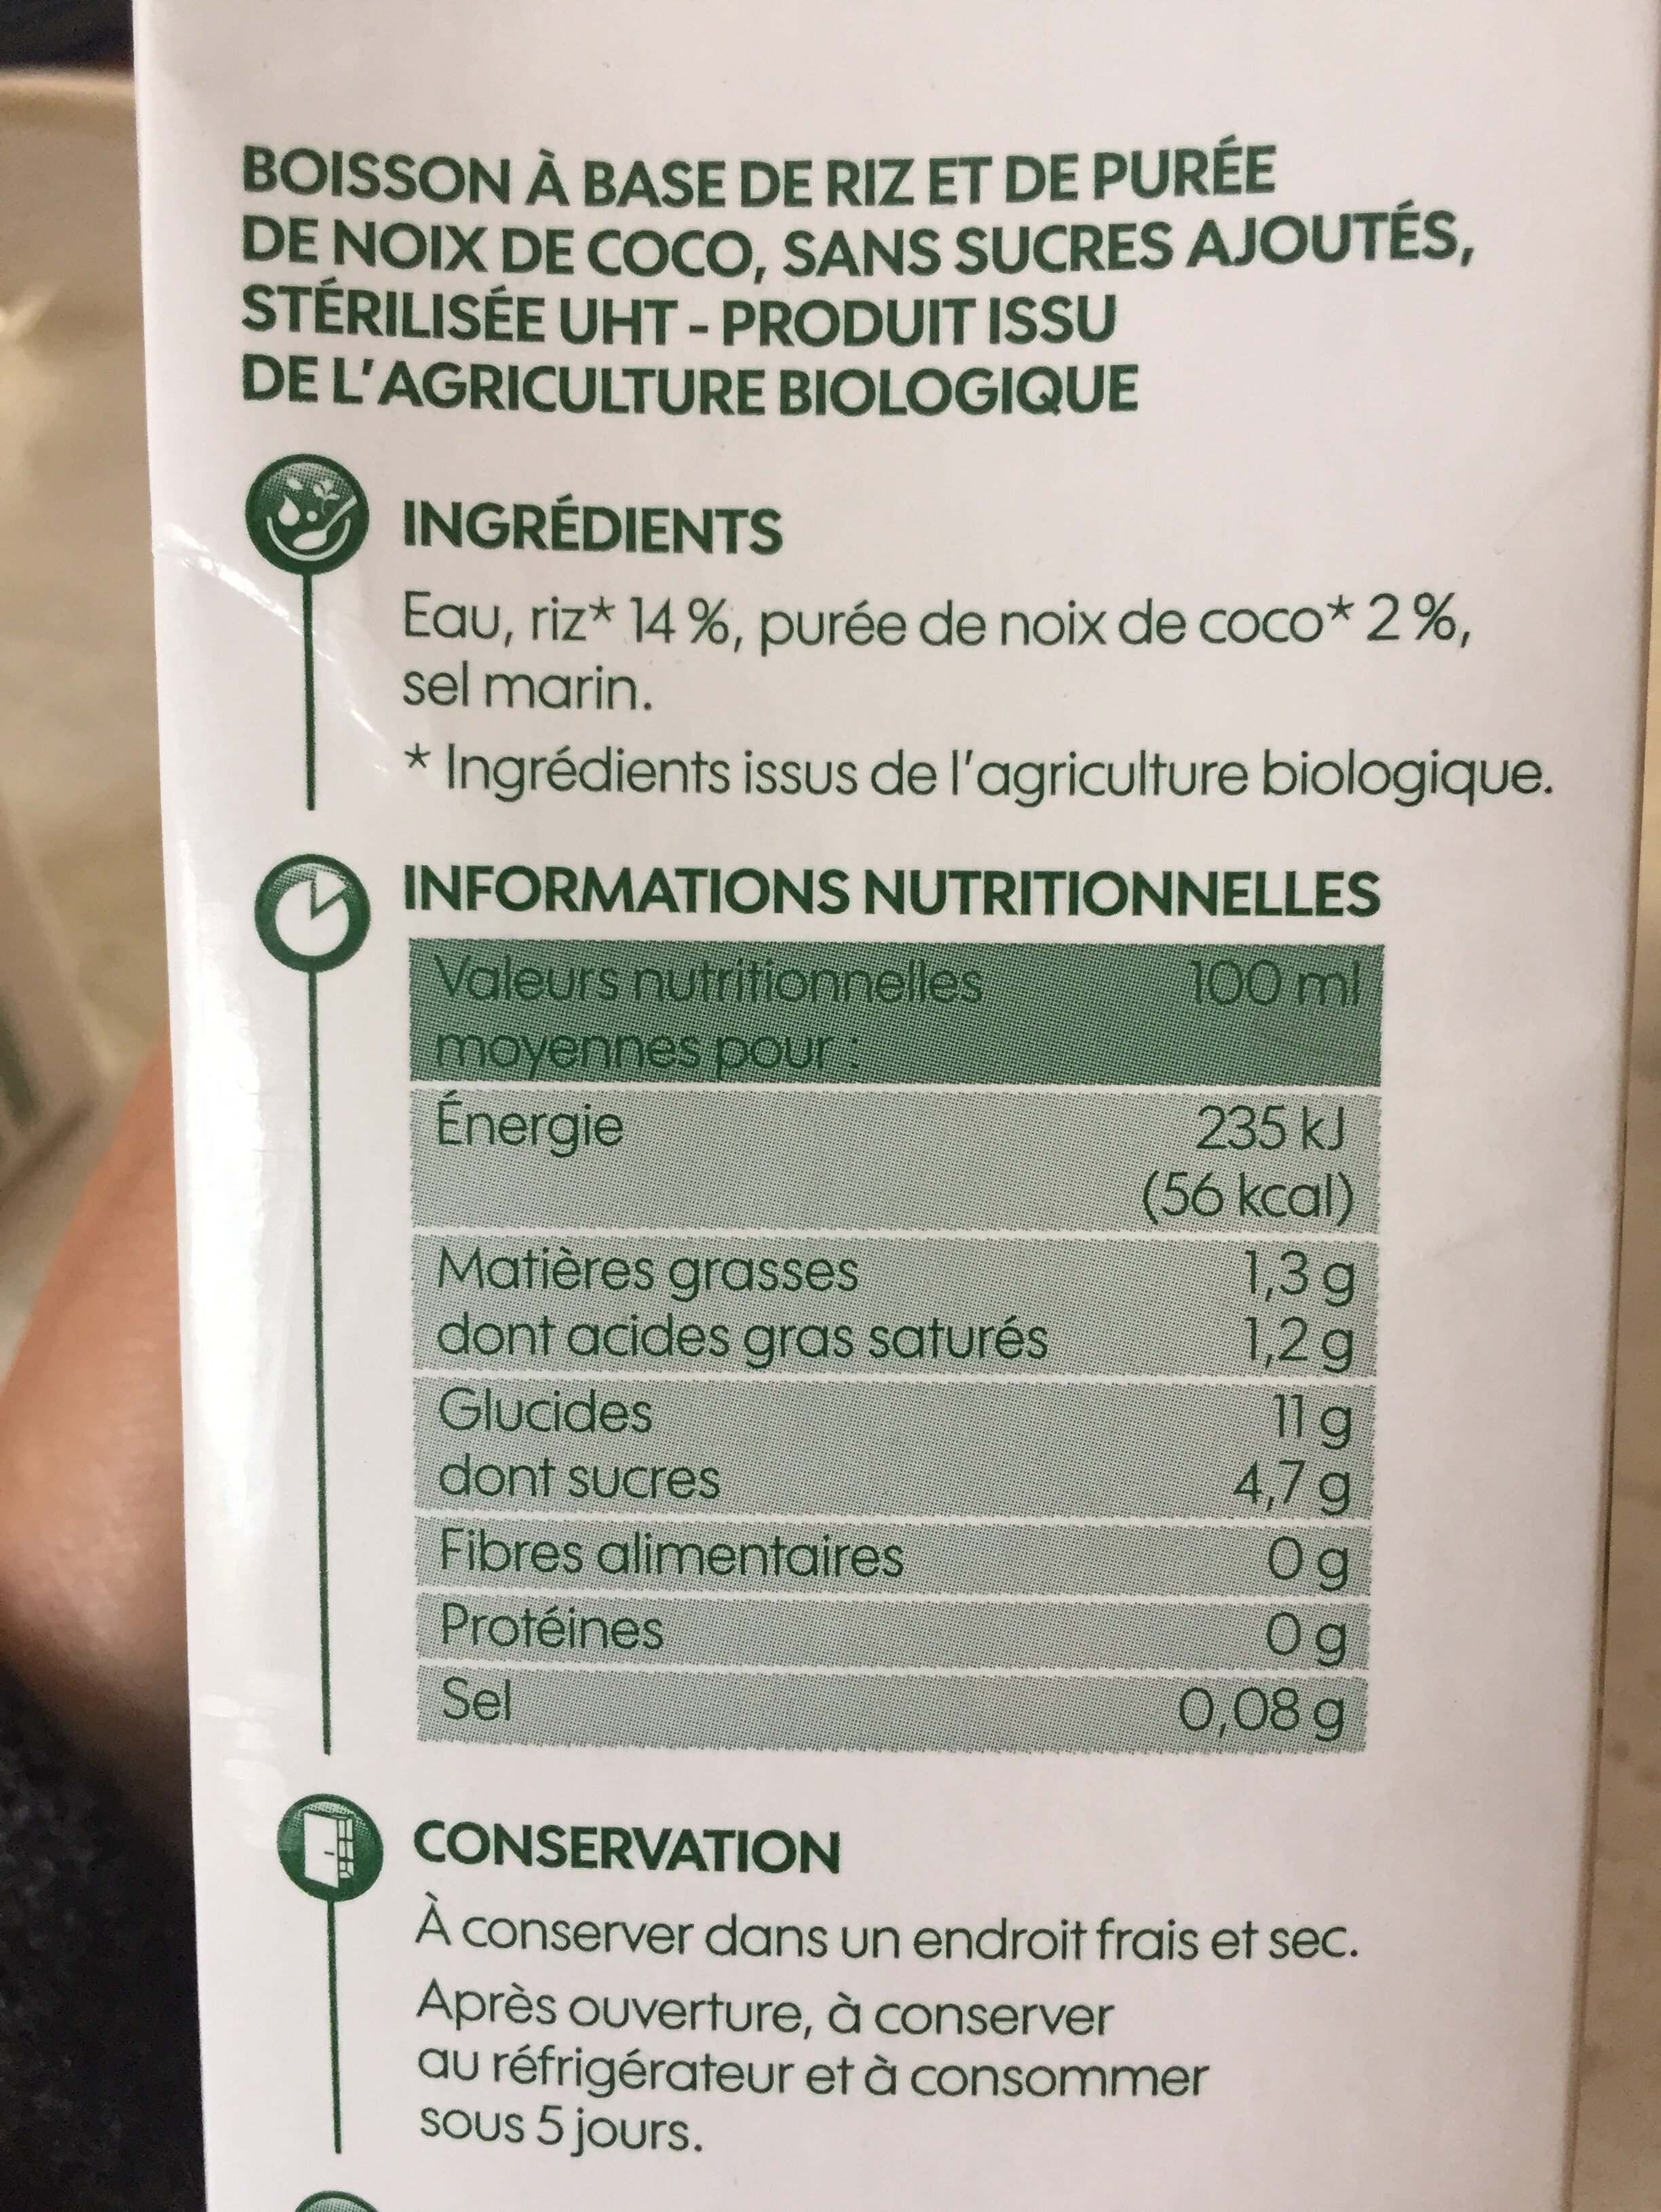 BOISSON À BASE DE RIZ ET DE PURÉE
DE NOIX DE COCO, SANS SUCRES AJOUTÉS,
STÉRILISÉE UHT - PRODUIT ISSU
DE L'AGRICULTURE BIOLOGIQUE
INGRÉDIENTS
Eau, riz* 14 %, purée de noix de coco* 2 %,
sel marin.
* Ingrédients issus de l'agriculture biologique.
INFORMATIONS NUTRITIONNELLES
Valeurs nutritionnelles 100 ml
moyennes pour :
Énergie 235 kJ
(56 kcal)
Matières grasses 1,3 g
dont acides gras saturés 1,2 g
Glucides 11 g
dont sucres 4,7 g
Fibres alimentaires 0 g
Protéines 0 g
Sel 0,08 g
CONSERVATION
À conserver dans un endroit frais et sec.
Après ouverture, à conserver
au réfrigérateur et à consommer
sous 5 jours.